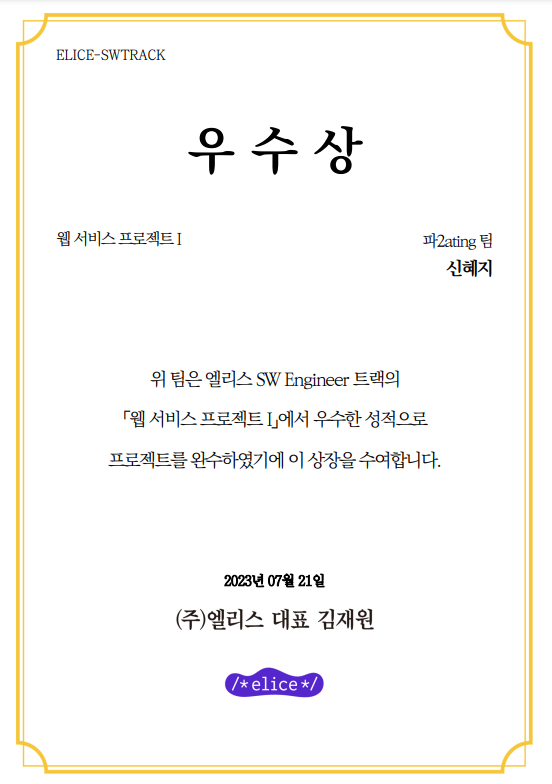 ELICE-SWTRACK
우수상
웹 서비스 프로젝트 I
파2ating 팀
신혜지
위 팀은 엘리스 SW Engineer 트랙의
「웹 서비스 프로젝트 I」에서 우수한 성적으로
프로젝트를 완수하였기에 이 상장을 수여합니다.
2023년 07월 21일
(주)엘리스 대표 김재원
/*elice*/